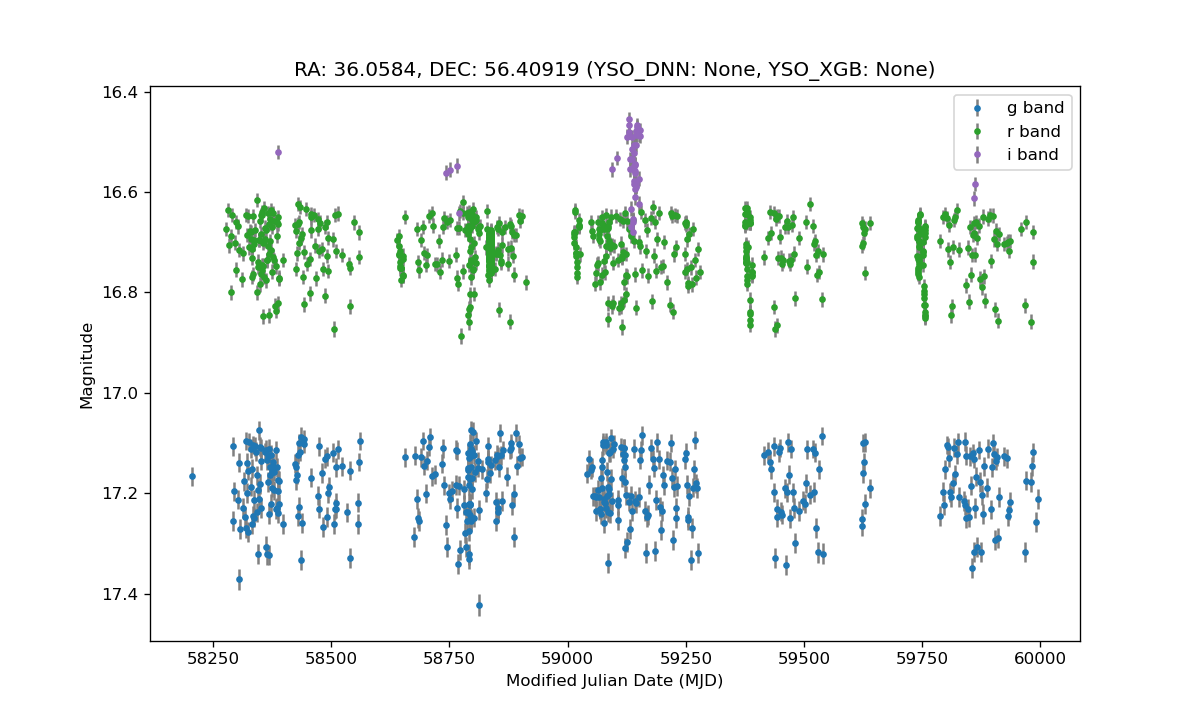 RA: 36.0584, DEC: 56.40919 (YSO_DNN: None, YSO_XGB: None)
g band
r band
i band
16.4
16.6
16.8
17.0
17.2
17.4
Magnitude
58250 58500 58750 59000 59250 59500 59750 60000
Modified Julian Date (MJD)